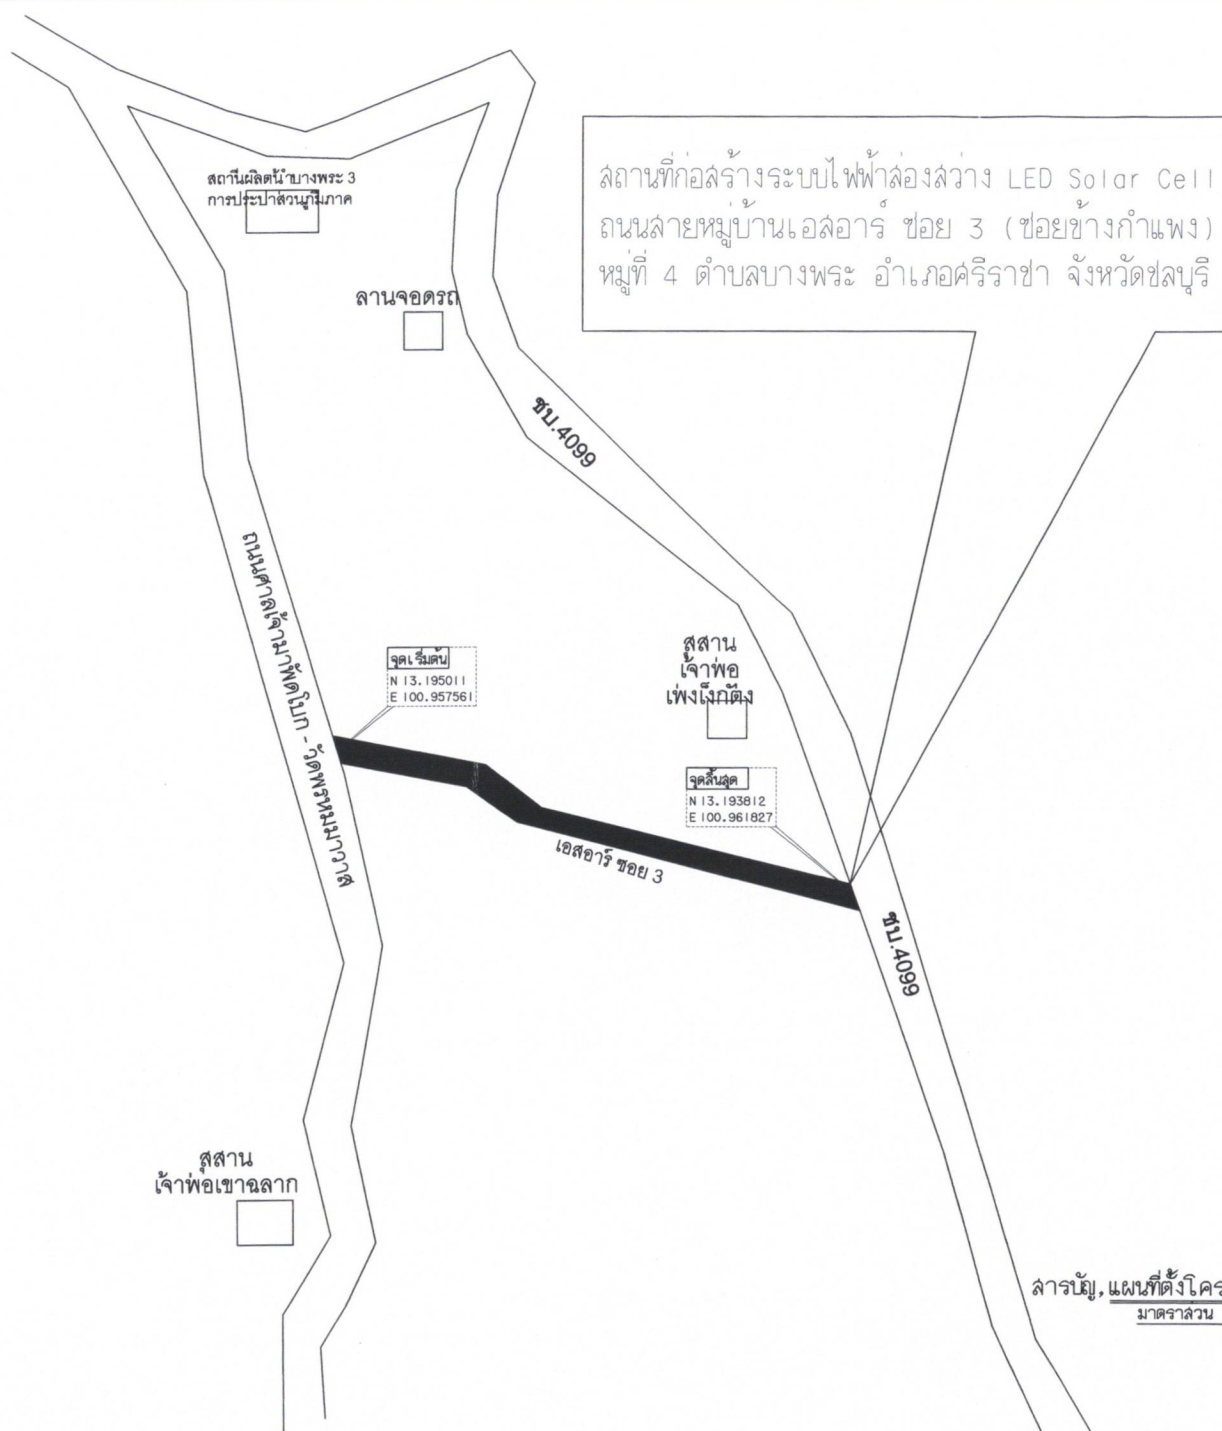 สถานีผลิตน้ำบางพระ 3
การประปาส่วนภูมิภาค
สถานที่ก่อสร้างระบบไฟฟ้าส่องสว่าง LED Solar Cell
ถนนสายหมู่บ้านเอสอาร์ ซอย 3 (ซอยข้างกำแพง)
หมู่ที่ 4 ตำบลบางพระ อำเภอศรีราชา จังหวัดชลบุรี
ลานจอดรถ
ชบ.4099
ถนนศาลเจ้ามาพัดโบก - วัดพรหมมาวาส
จุดเริ่มต้น
N 13.195011
E 100.957561
สุสาน
เจ้าพ่อ
เพ่งเง็กตึง
จุดสิ้นสุด
N 13.193812
E 100.961827
เอสอาร์ ซอย 3
ชบ.4099
สุสาน
เจ้าพ่อเขาฉลาก
สารบัญ,แผนที่ตั้งโคร
มาตราส่วน